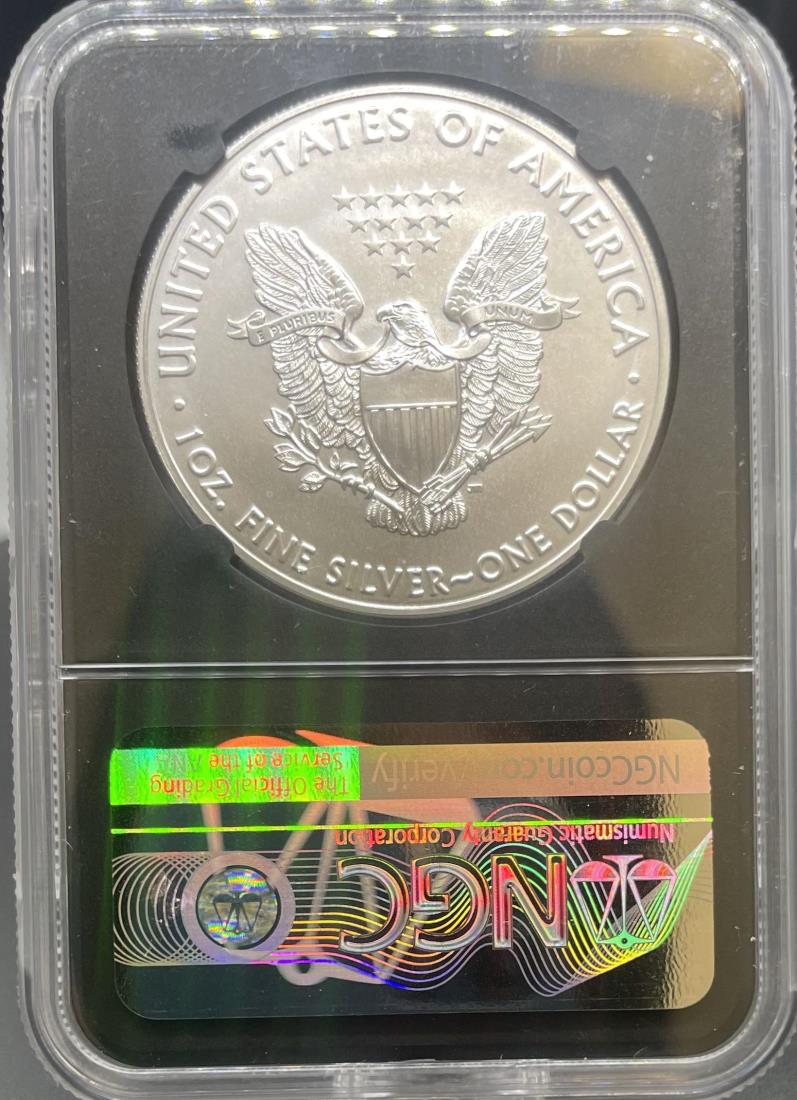 UNITED STATES OF AMERICA
E PLURIBUS
UNUM
1 OZ. FINE SILVER~ONE DOLLAR
NGCcoin.com/verify
The Official Grading
Service of the ANA
Numismatic Guaranty Corporation
NGC